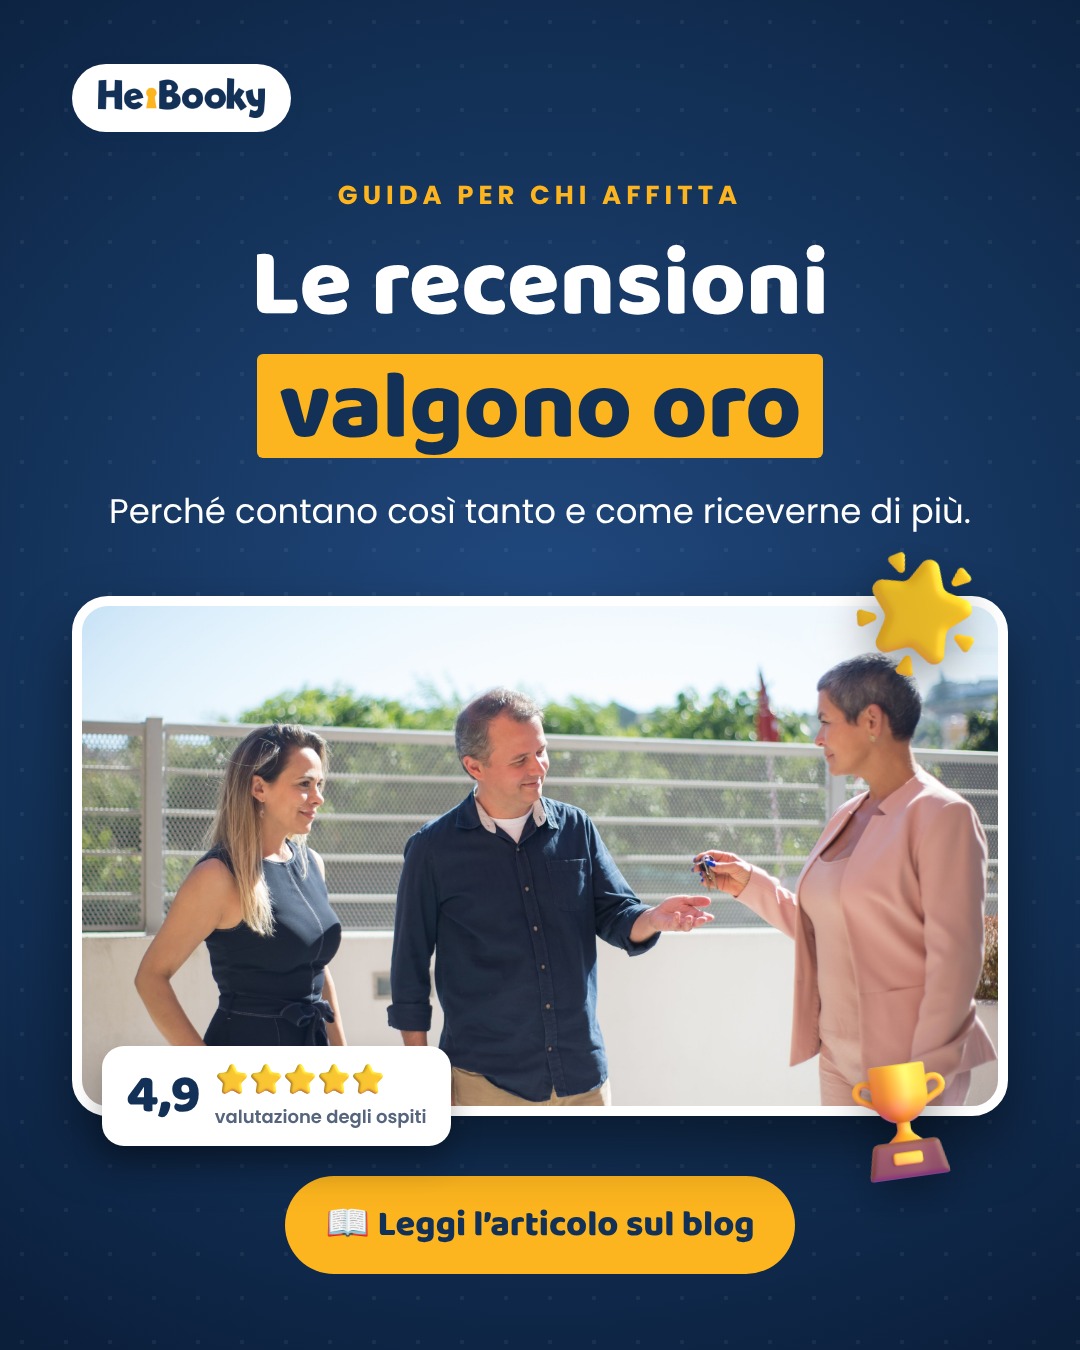 HeiBooky
GUIDA PER CHI AFFITTA
Le recensioni
valgono oro
Perché contano così tanto e come riceverne di più.
4,9
valutazione degli ospiti
Leggi l’articolo sul blog